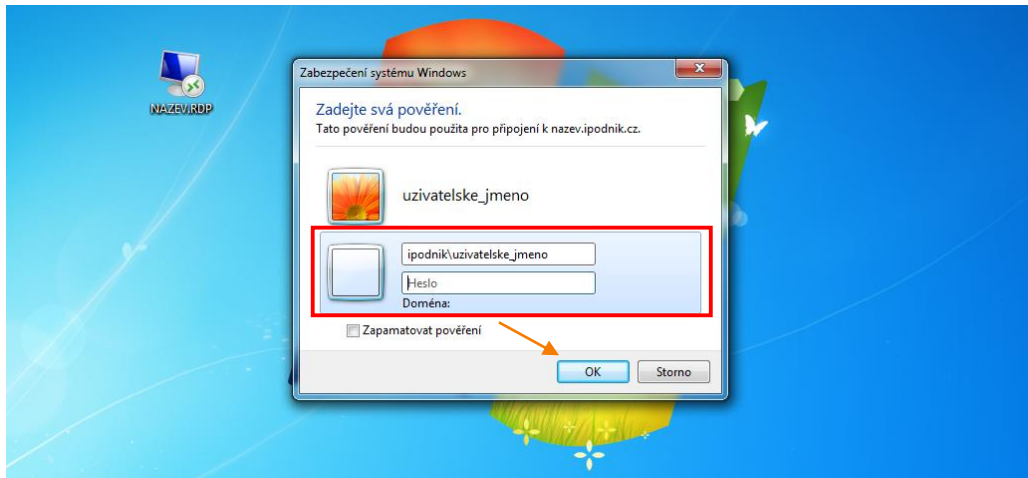 NAZEV.RDP
Zabezpečení systému Windows
Zadejte svá pověření.
Tato pověření budou použita pro připojení k nazev.ipodnik.cz.
uzivatelske_jmeno
ipodnik\uzivatelske_jmeno
Heslo
Doména:
Zapamatovat pověření
OK
Storno